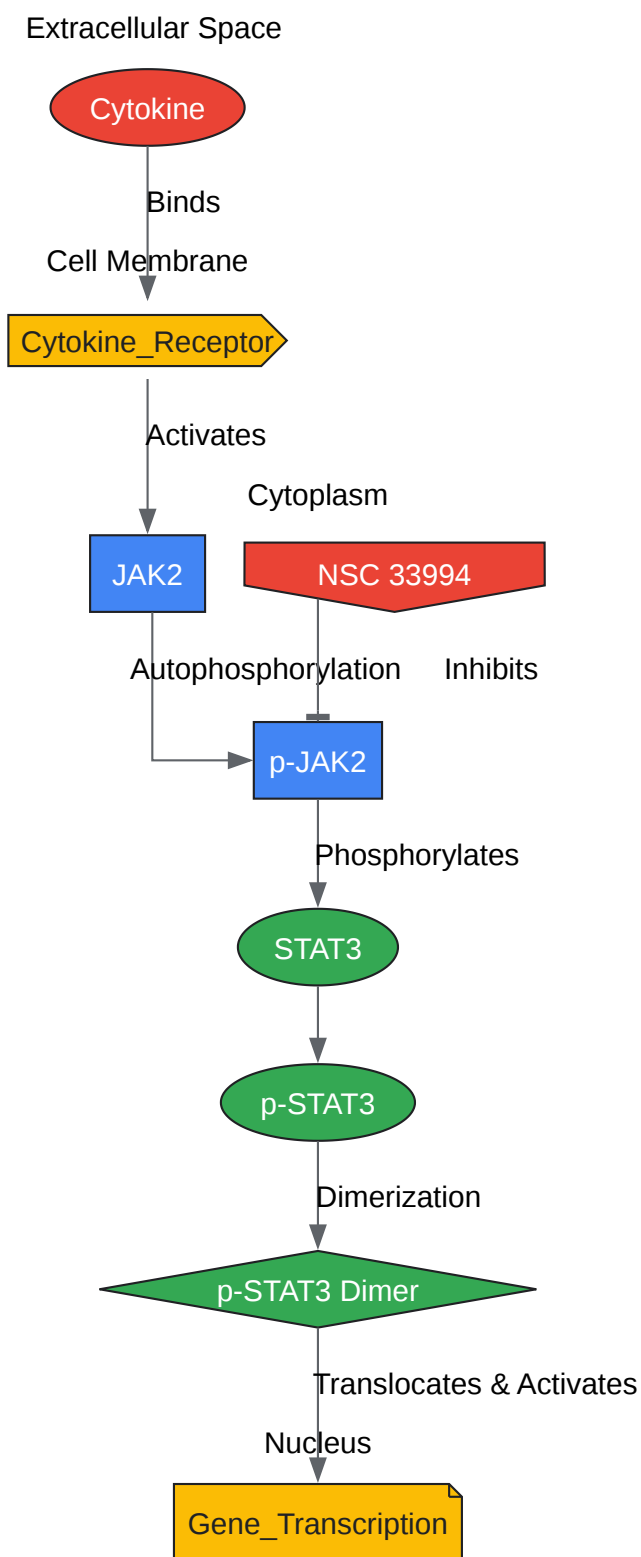 Extracellular Space
Cytokine
Binds
Cell Membrane
Cytokine_Receptor
Activates
Cytoplasm
JAK2
NSC 33994
Autophosphorylation
Inhibits
p-JAK2
Phosphorylates
STAT3
p-STAT3
Dimerization
p-STAT3 Dimer
Translocates & Activates
Nucleus
Gene_Transcription